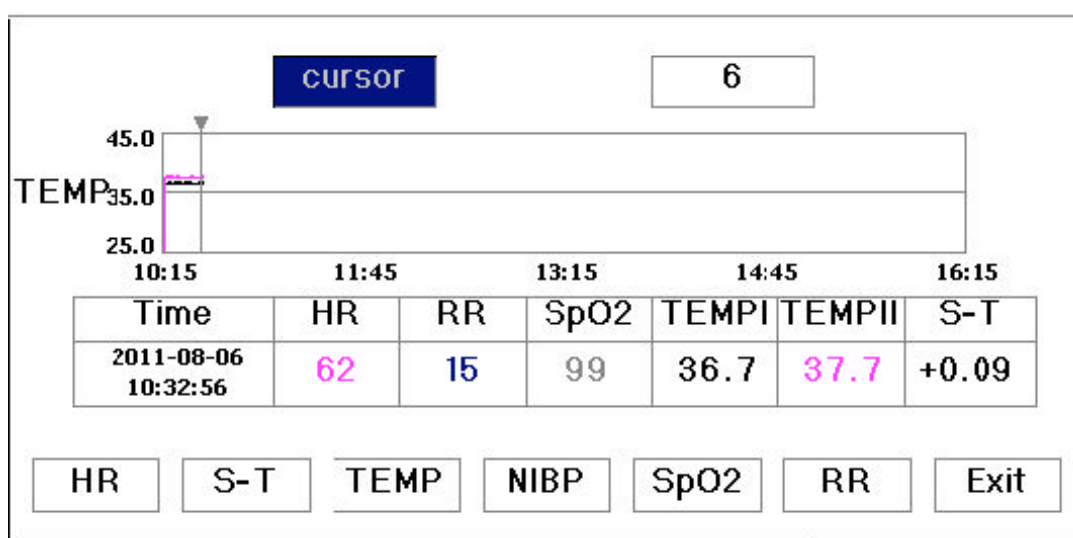 cursor 6
45.0
TEMP 35.0
25.0
10:15 11:45 13:15 14:45 16:15
Time HR RR SpO2 TEMPI TEMPII S-T
2011-08-06
10:32:56 62 15 99 36.7 37.7 +0.09
HR S-T TEMP NIBP SpO2 RR Exit